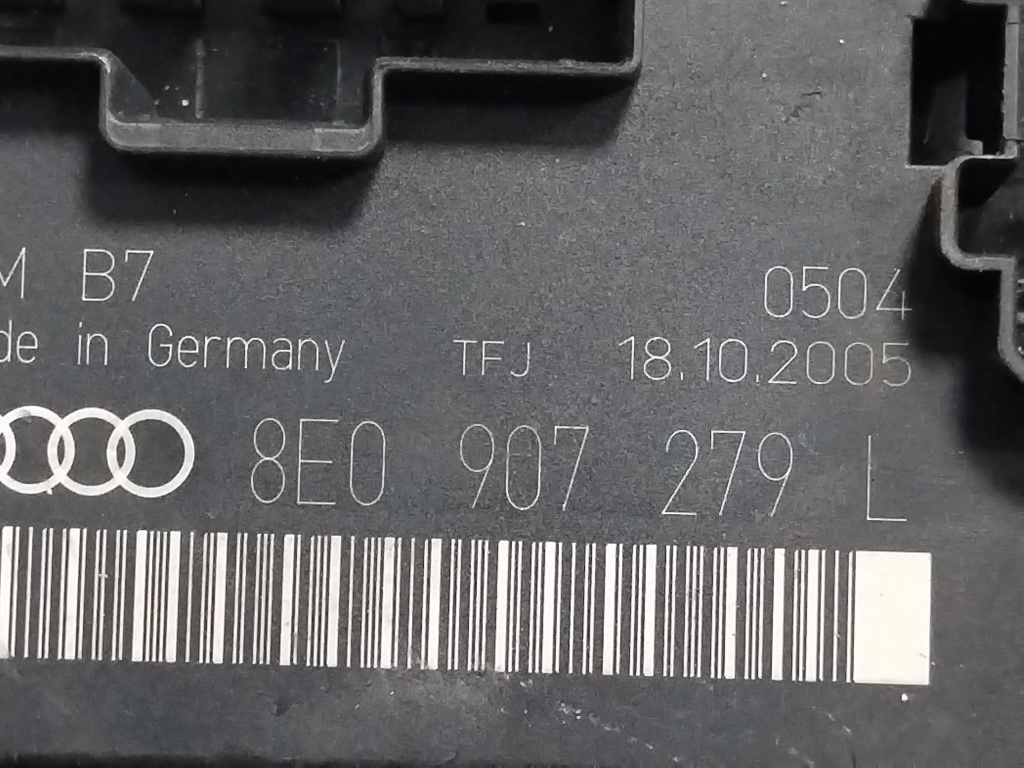 M B7 0504
de in Germany TFJ 18.10.2005
8E0 907 279 L